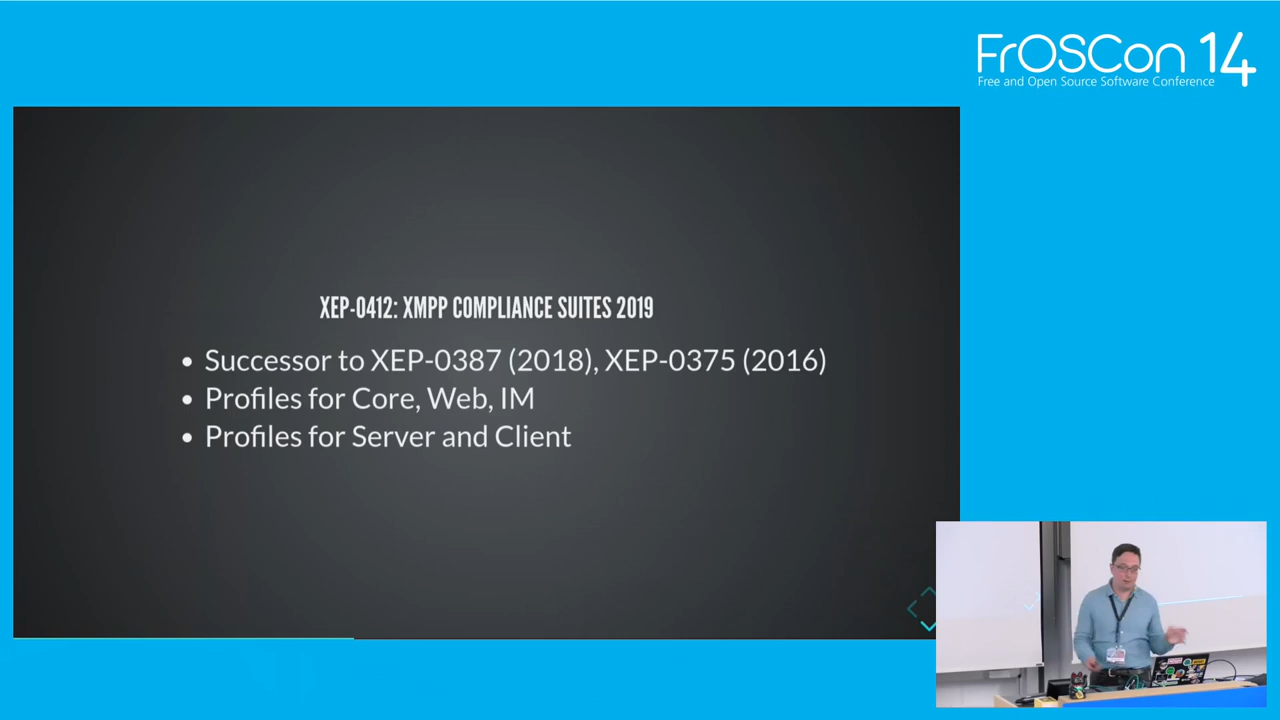 FrOSCon 14
Free and Open Source Software Conference
XEP-0412: XMPP COMPLIANCE SUITES 2019
• Successor to XEP-0387 (2018), XEP-0375 (2016)
• Profiles for Core, Web, IM
• Profiles for Server and Client